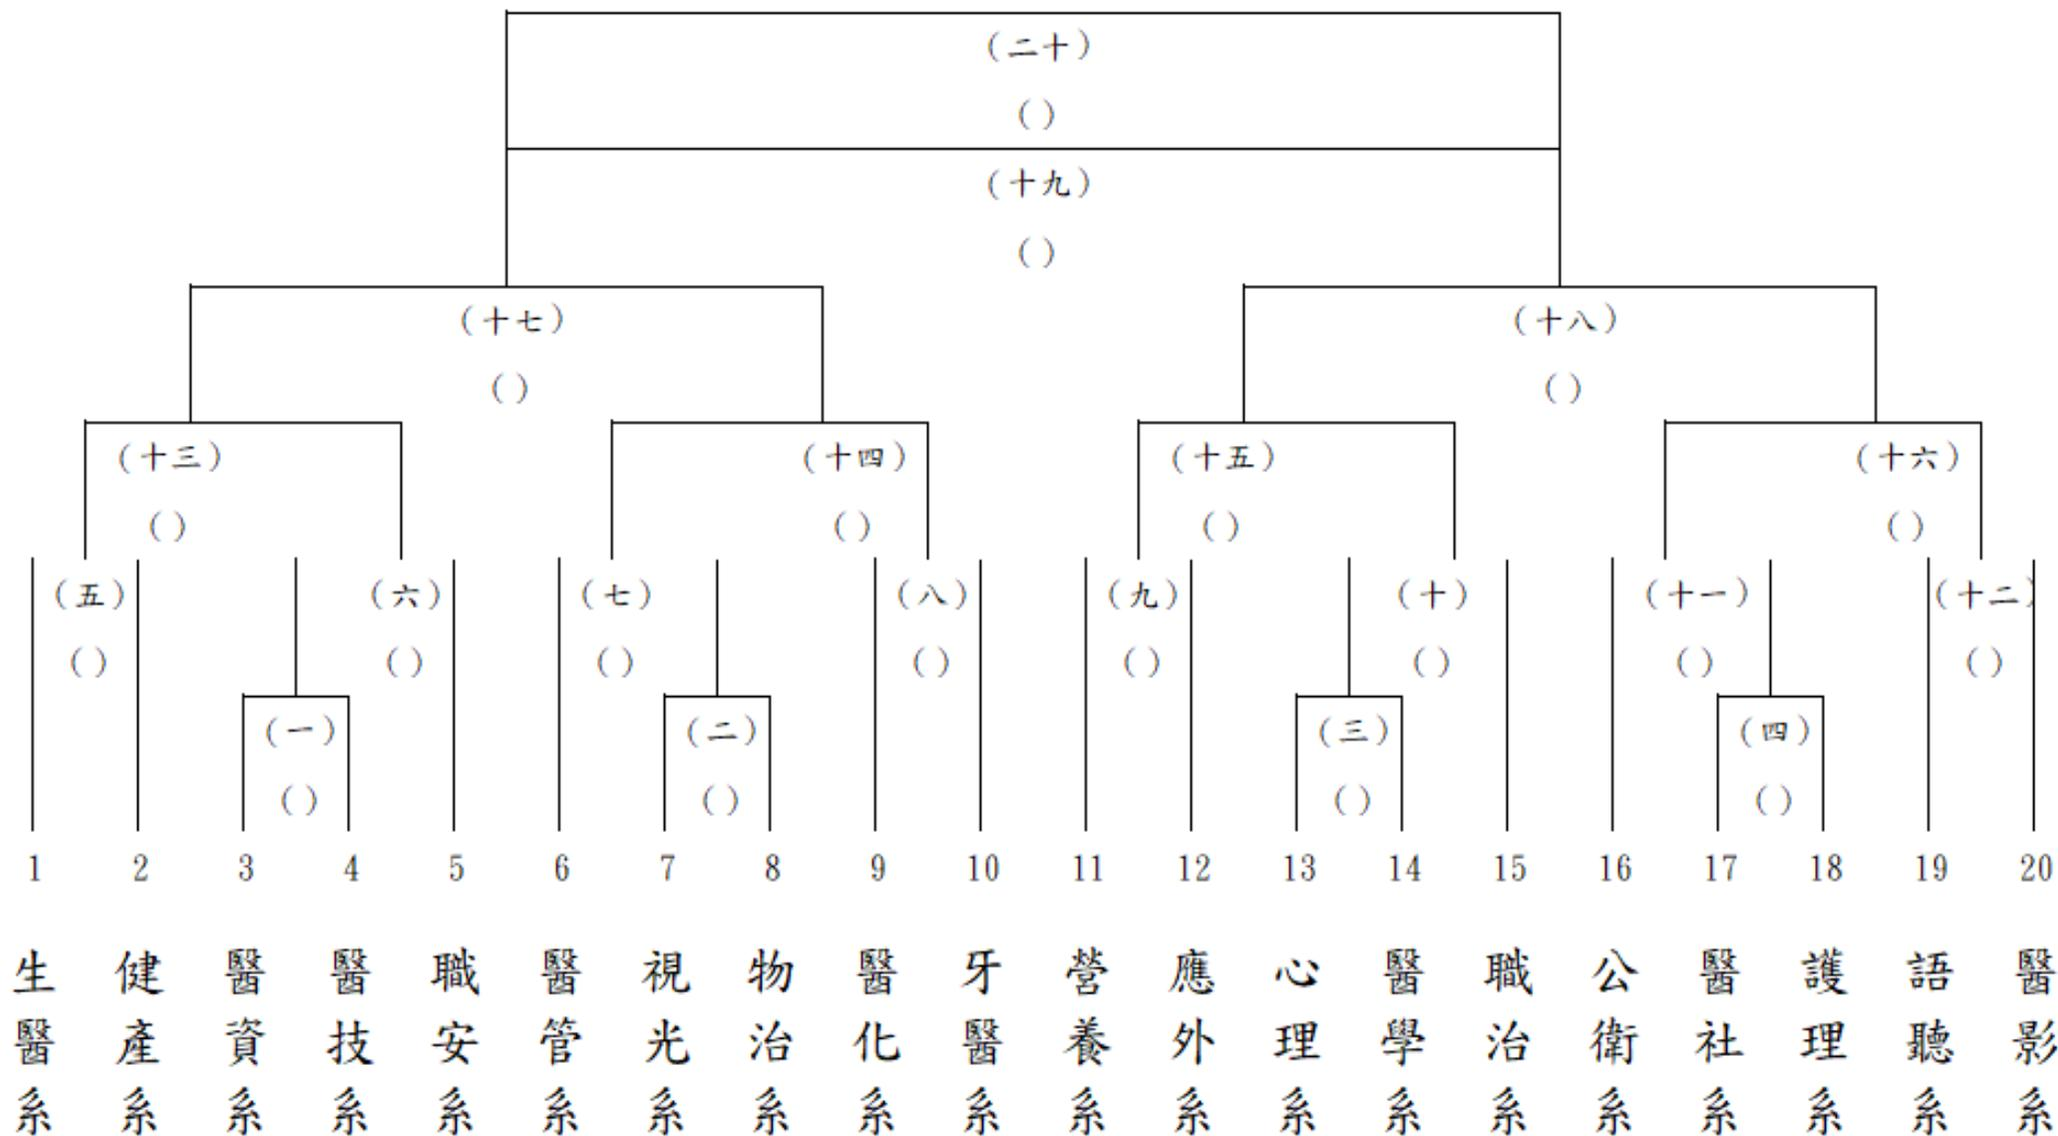 (二十)
()
(十九)
()
(十七) (十八)
() ()
(十三) (十四) (十五) (十六)
() () () ()
(五) (六) (七) (八) (九) (十) (十一) (十二)
() () () () () () () ()
(一) (二) (三) (四)
() () () ()
1 2 3 4 5 6 7 8 9 10 11 12 13 14 15 16 17 18 19 20
生醫系
健產系
醫資系
醫技系
職安系
醫管系
視光系
物治系
醫化系
牙醫系
營養系
應外系
心理系
醫學系
職治系
公衛系
醫社系
護理系
語聽系
醫影系